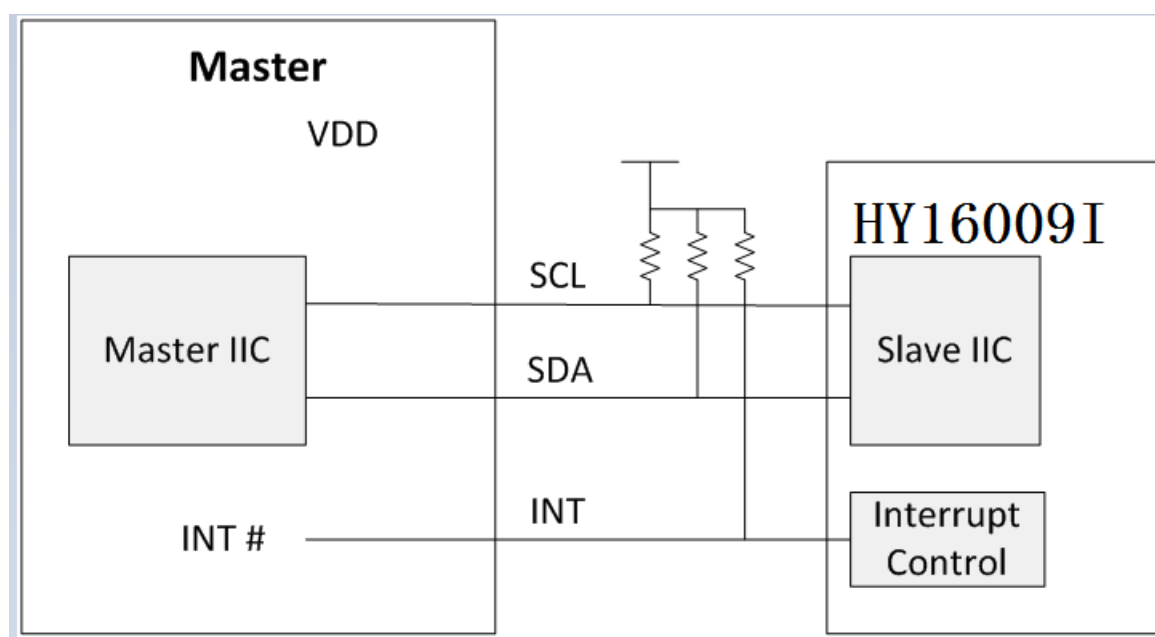 Master
VDD
HY16009I
SCL
Master IIC
Slave IIC
SDA
INT
Interrupt
Control
INT #